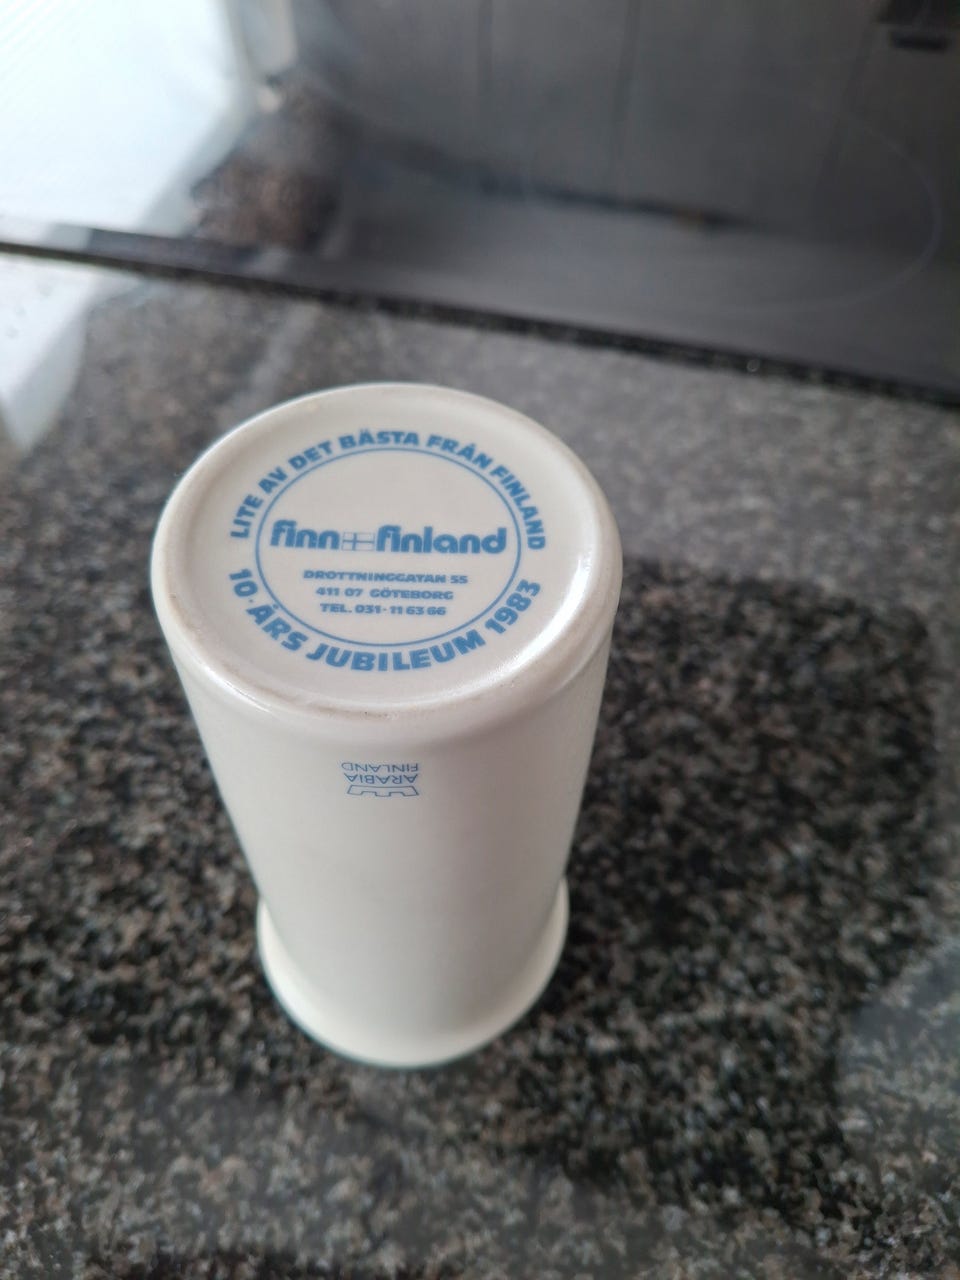 LITE AV DET BÄSTA FRÅN FINLAND
finn finland
DROTTNINGGATAN 55
411 07 GÖTEBORG
TEL. 031-11 63 66
10-ÅRS JUBILEUM 1983
ARABIA
FINLAND